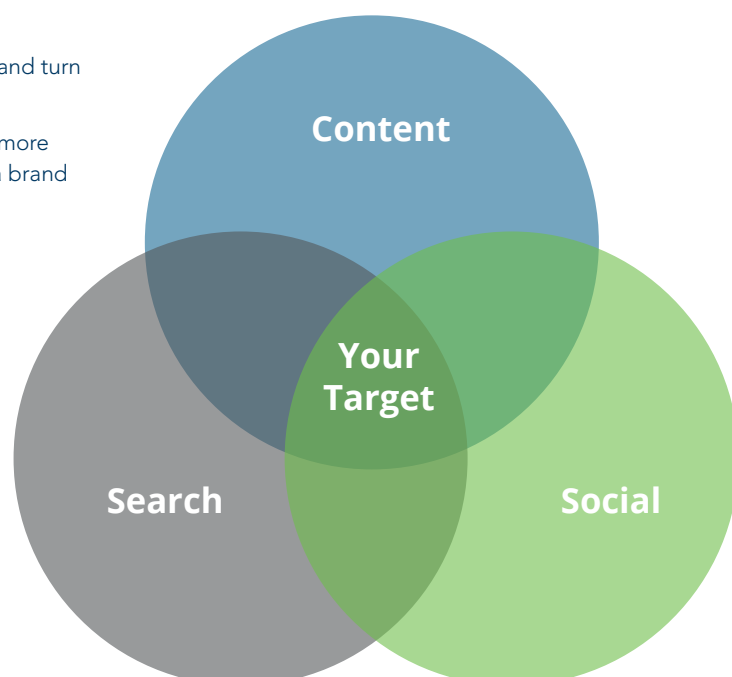 and turn
more
brand
Content
Your
Target
Search
Social